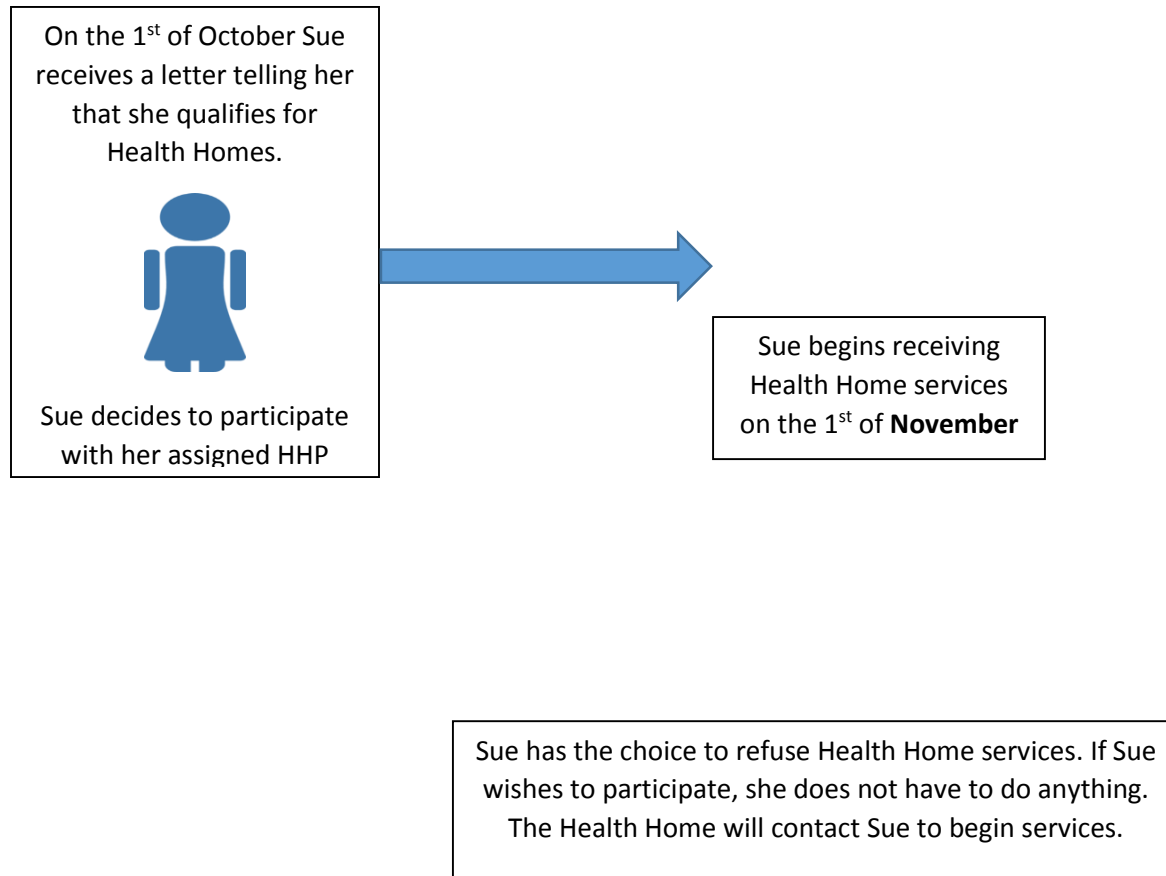 On the 1st of October Sue
receives a letter telling her
that she qualifies for
Health Homes.
Sue decides to participate
with her assigned HHP
Sue begins receiving
Health Home services
on the 1st of November
Sue has the choice to refuse Health Home services. If Sue
wishes to participate, she does not have to do anything.
The Health Home will contact Sue to begin services.